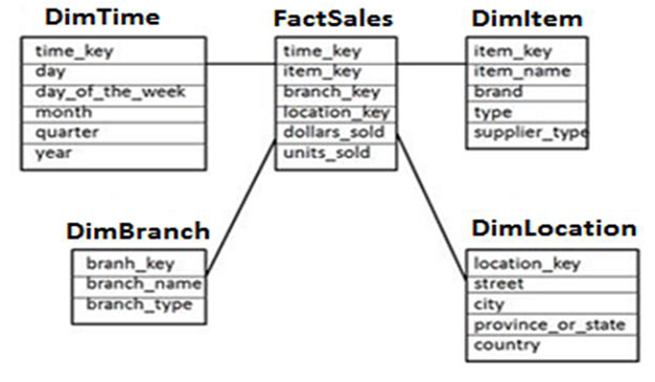 DimTime
time_key
day
day_of_the_week
month
quarter
year
FactSales
time_key
item_key
branch_key
location_key
dollars_sold
units_sold
DimItem
item_key
item_name
brand
type
supplier_type
DimBranch
branh_key
branch_name
branch_type
DimLocation
location_key
street
city
province_or_state
country